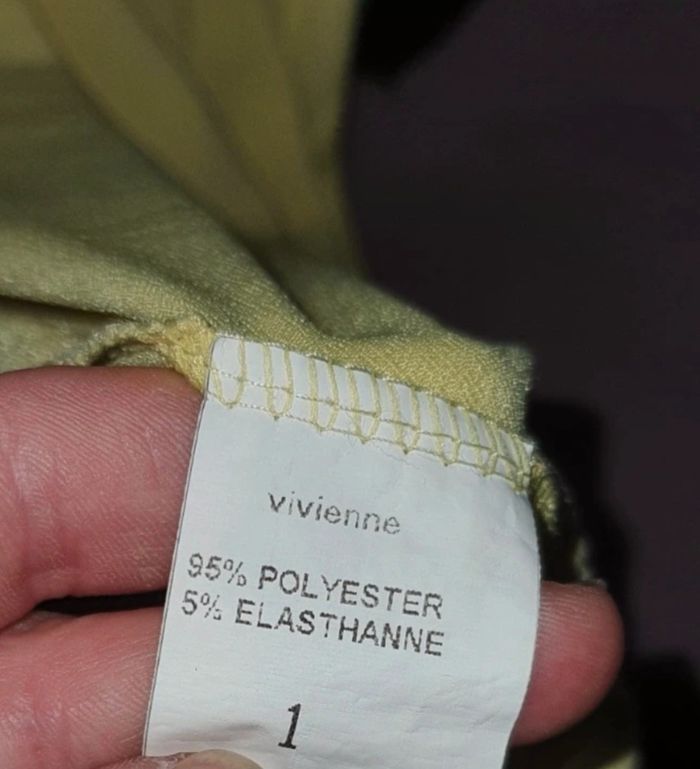 vivienne
95% POLYESTER
5% ELASTHANNE
1